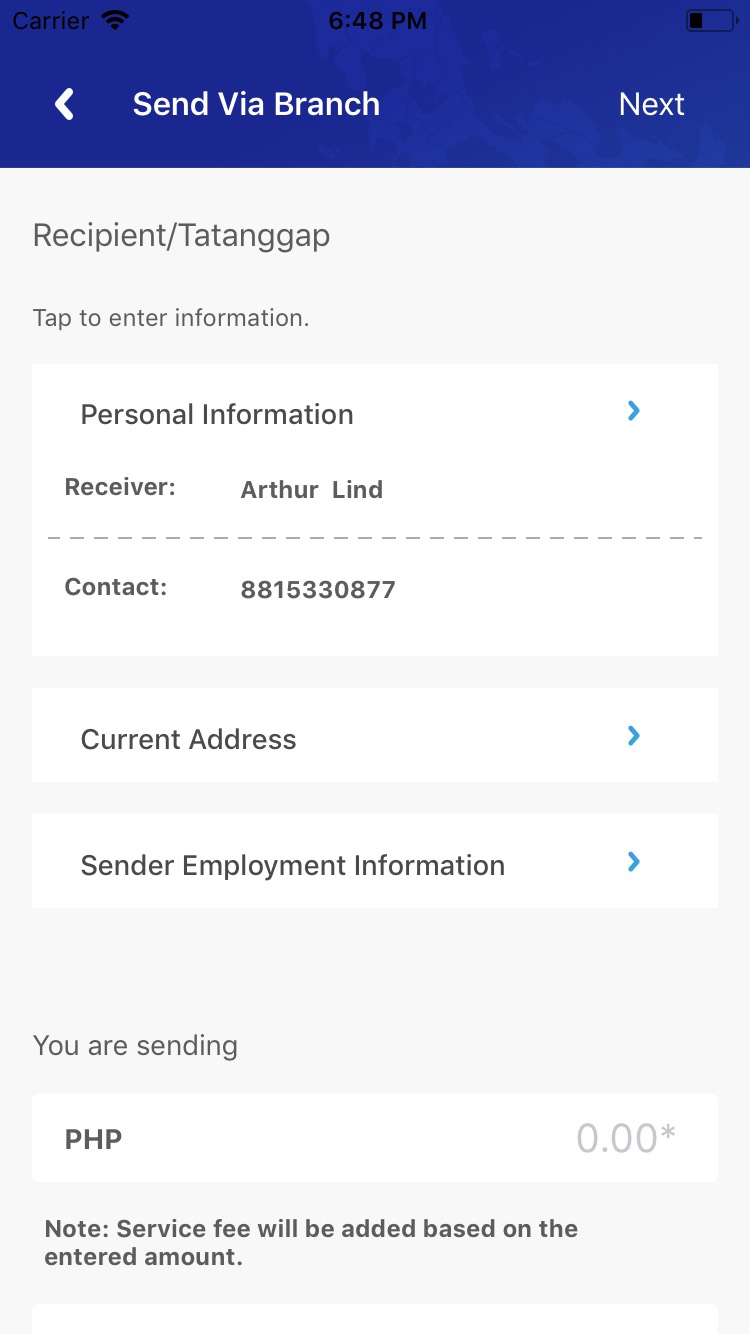 Carrier 6:48 PM
Send Via Branch Next
Recipient/Tatanggap
Tap to enter information.
Personal Information
Receiver: Arthur Lind
Contact: 8815330877
Current Address
Sender Employment Information
You are sending
PHP 0.00*
Note: Service fee will be added based on the
entered amount.